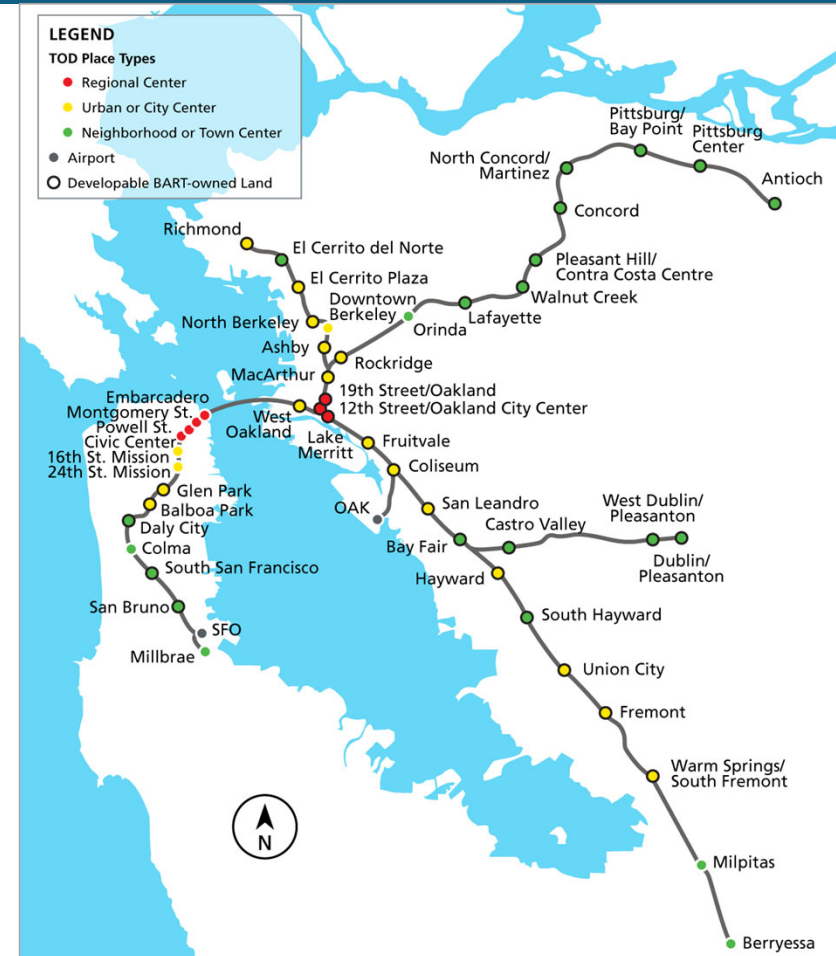 LEGEND
TOD Place Types
Regional Center
Urban or City Center
Neighborhood or Town Center
Airport
Developable BART-owned Land
Pittsburg/
Bay Point
Pittsburg
Center
North Concord/
Martinez
Antioch
Concord
Richmond
El Cerrito del Norte
Pleasant Hill/
Contra Costa Centre
El Cerrito Plaza
Walnut Creek
Downtown
Berkeley
Lafayette
Orinda
North Berkeley
Ashby
Rockridge
MacArthur
19th Street/Oakland
12th Street/Oakland City Center
Embarcadero
Montgomery St.
Powell St.
Civic Center
16th St. Mission
24th St. Mission
West
Oakland
Lake
Merritt
Fruitvale
Coliseum
Glen Park
Balboa Park
OAK
San Leandro
West Dublin/
Pleasanton
Castro Valley
Daly City
Bay Fair
Dublin/
Pleasanton
Colma
South San Francisco
Hayward
San Bruno
South Hayward
SFO
Millbrae
Union City
Fremont
Warm Springs/
South Fremont
N
Milpitas
Berryessa